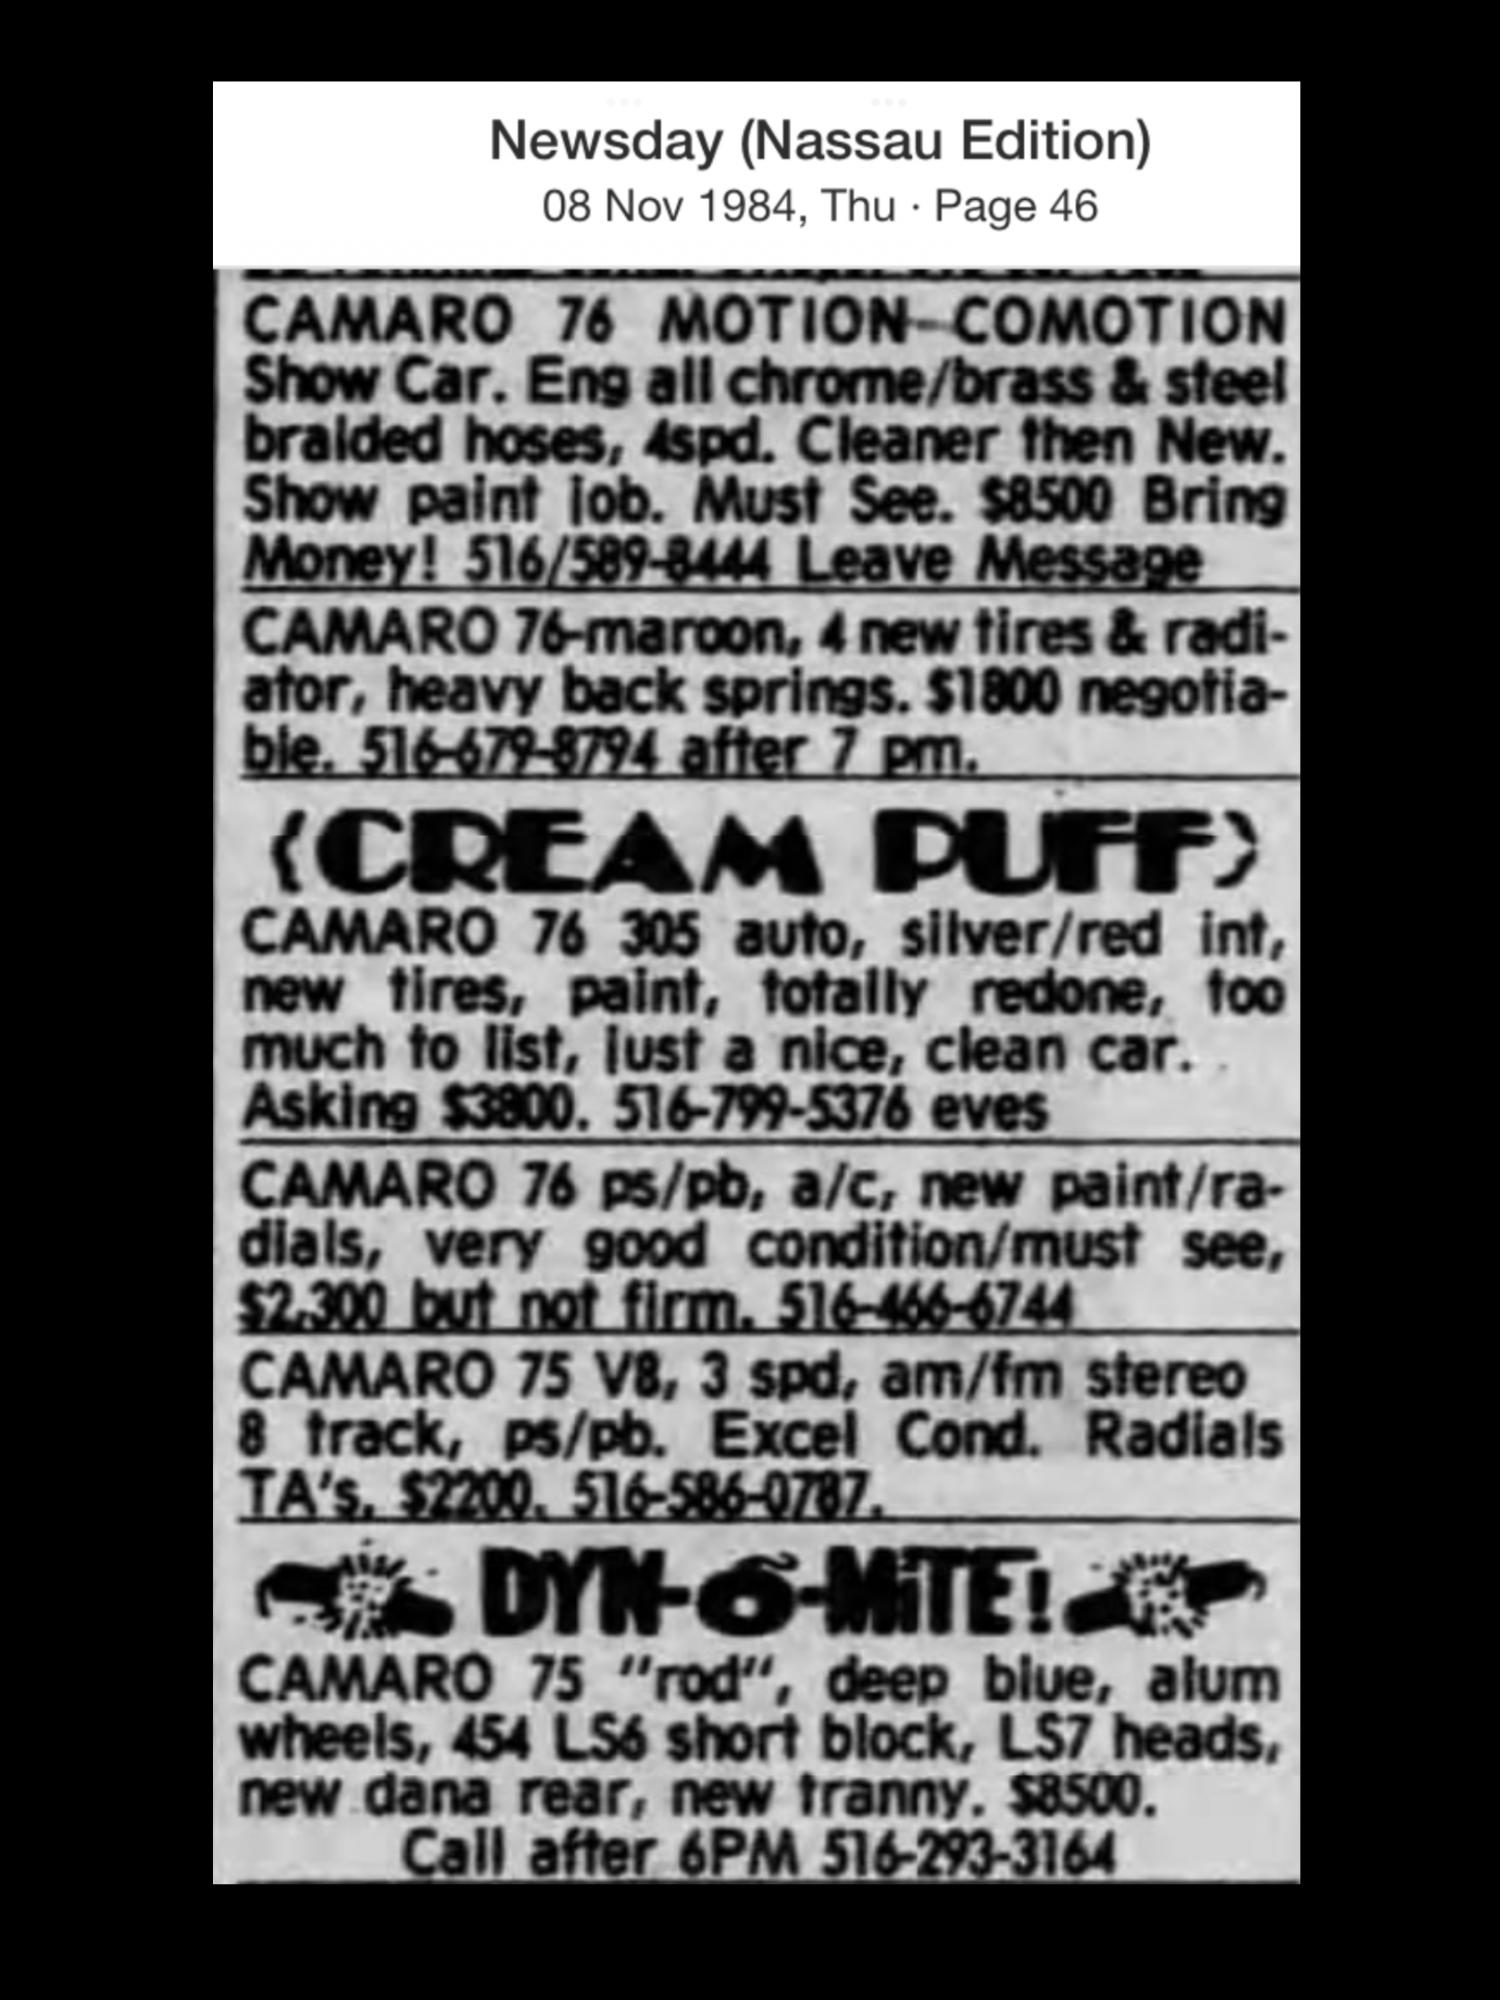 Newsday (Nassau Edition)
08 Nov 1984, Thu · Page 46
CAMARO 76 MOTION-COMOTION
Show Car. Eng all chrome/brass & steel
braided hoses, 4spd. Cleaner then New.
Show paint job. Must See. $8500 Bring
Money! 516/589-8444 Leave Message
CAMARO 76-maroon, 4 new tires & radi-
ator, heavy back springs. $1800 negotia-
ble. 516-679-8794 after 7 pm.
{CREAM PUFF}
CAMARO 76 305 auto, silver/red int,
new tires, paint, totally redone, too
much to list, just a nice, clean car.
Asking $3800. 516-799-5376 eves
CAMARO 76 ps/pb, a/c, new paint/ra-
dials, very good condition/must see,
$2,300 but not firm. 516-466-6744
CAMARO 75 V8, 3 spd, am/fm stereo
8 track, ps/pb. Excel Cond. Radials
TA's, $2200. 516-586-0787.
DYN-O-MiTE!
CAMARO 75 "rod", deep blue, alum
wheels, 454 LS6 short block, LS7 heads,
new dana rear, new tranny. $8500.
Call after 6PM 516-293-3164